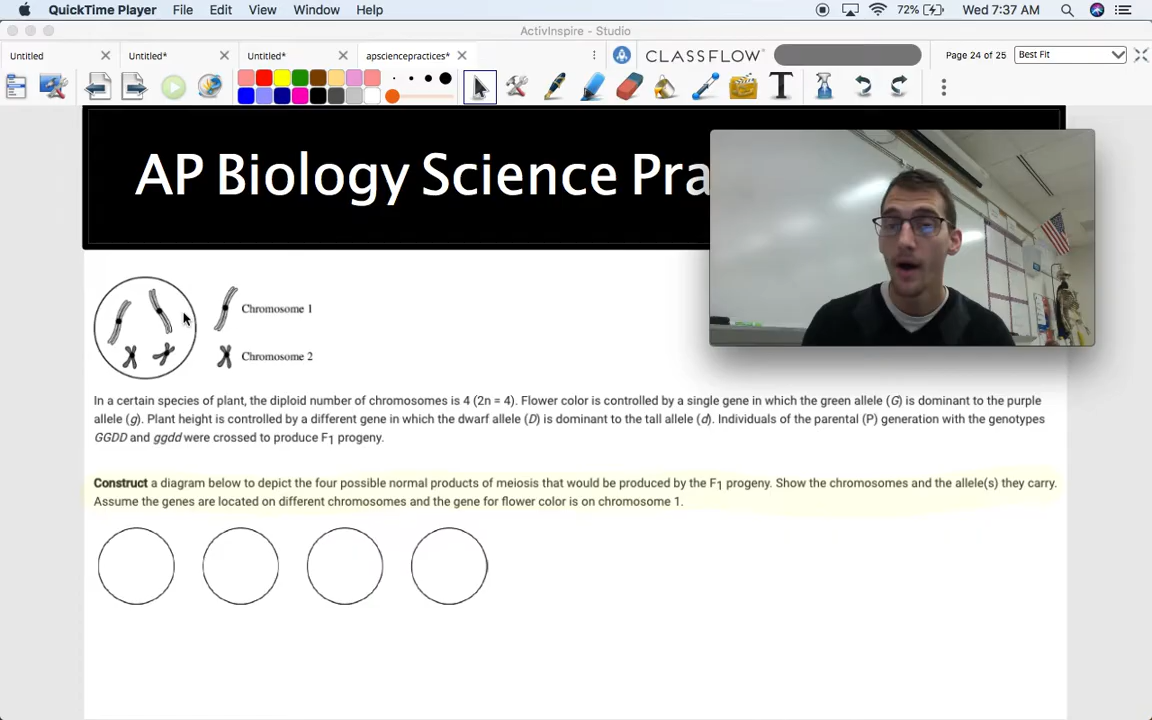 QuickTime Player File Edit View Window Help 72% Wed 7:37 AM
ActivInspire - Studio
Untitled Untitled* Untitled* apsciencepractices* CLASSFLOW Page 24 of 25 Best Fit
T
AP Biology Science Pra
Chromosome 1
Chromosome 2
In a certain species of plant, the diploid number of chromosomes is 4 (2n = 4). Flower color is controlled by a single gene in which the green allele (G) is dominant to the purple
allele (g). Plant height is controlled by a different gene in which the dwarf allele (D) is dominant to the tall allele (d). Individuals of the parental (P) generation with the genotypes
GGDD and ggdd were crossed to produce F1 progeny.
Construct a diagram below to depict the four possible normal products of meiosis that would be produced by the F1 progeny. Show the chromosomes and the allele(s) they carry.
Assume the genes are located on different chromosomes and the gene for flower color is on chromosome 1.